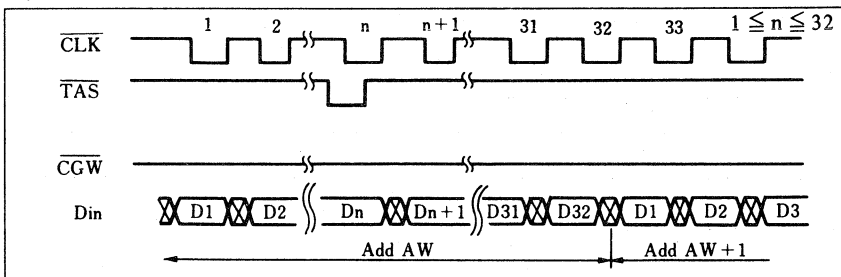 1 2 n n+1 31 32 33 1 ≦ n ≦ 32
CLK
TAS
CGW
Din D1 D2 Dn Dn+1 D31 D32 D1 D2 D3
Add AW Add AW+1